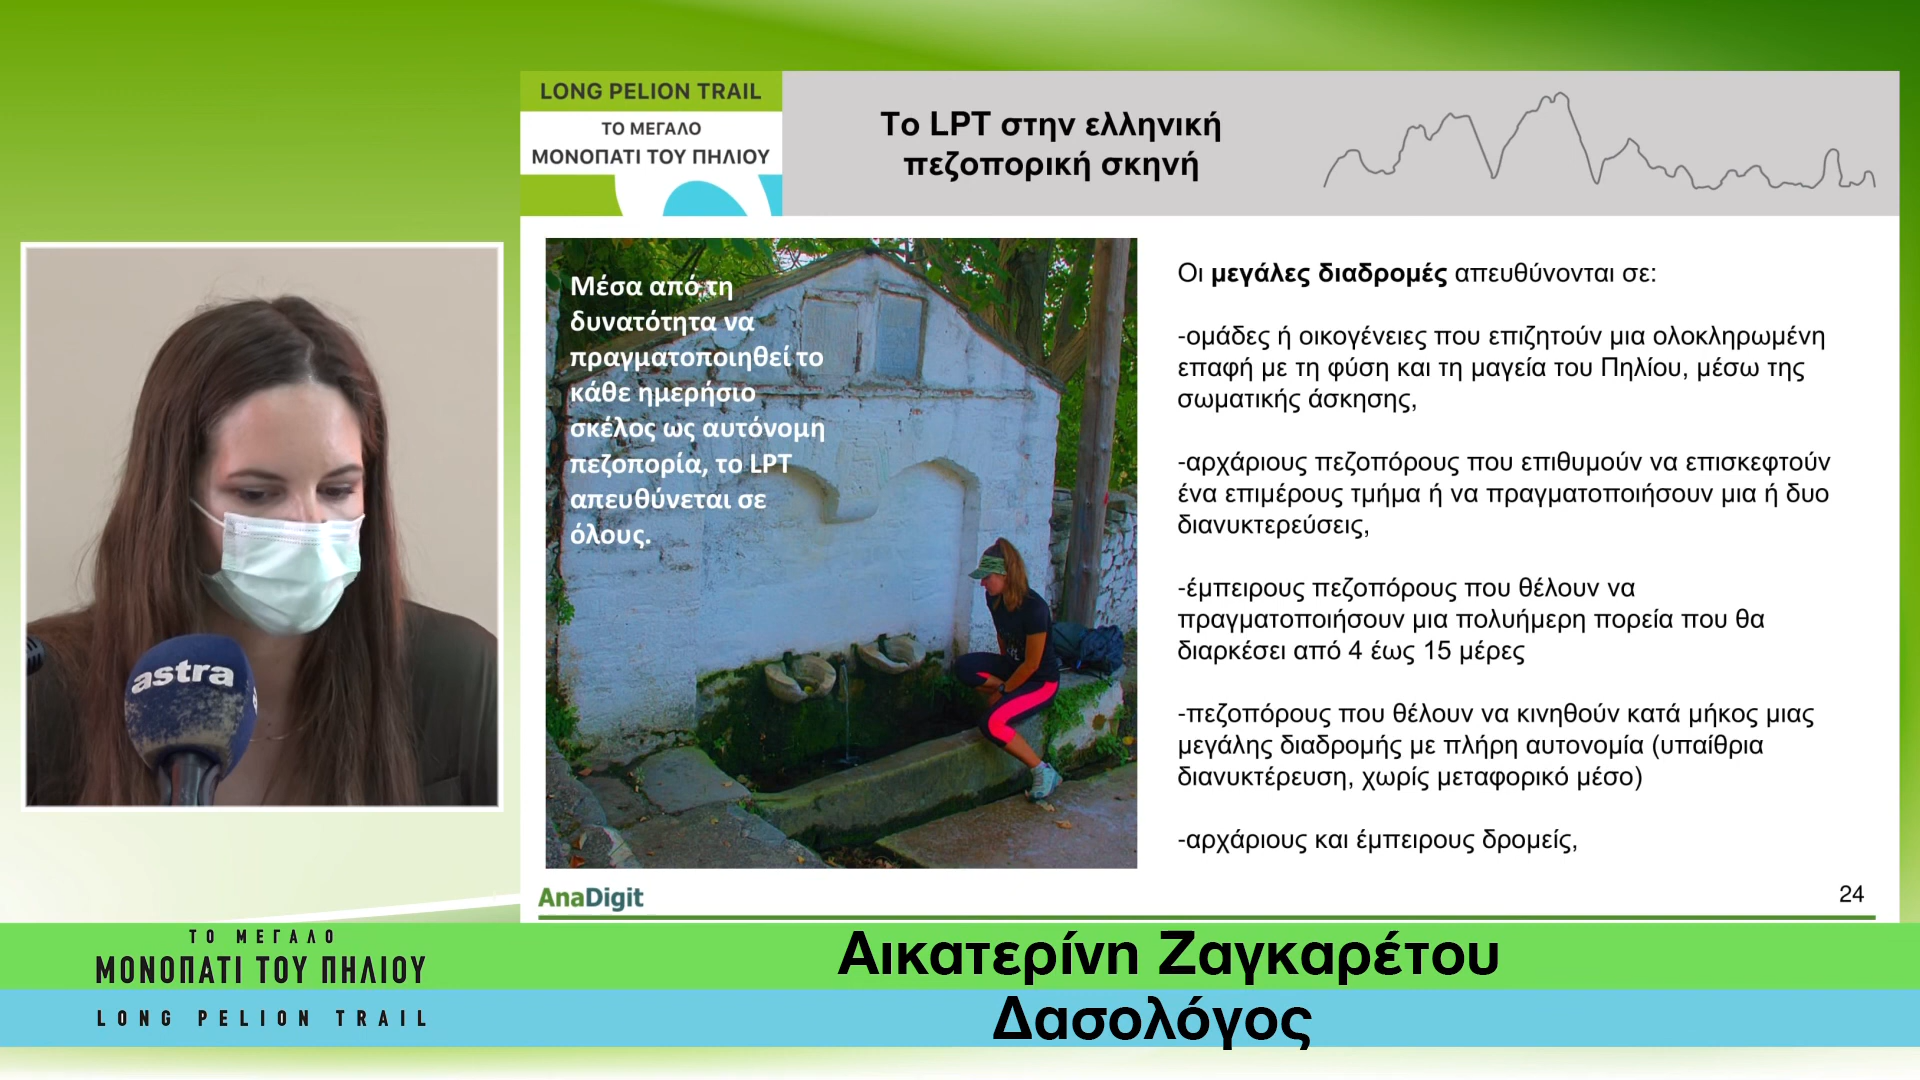 LONG PELION TRAIL
ΤΟ ΜΕΓΑΛΟ
ΜΟΝΟΠΑΤΙ ΤΟΥ ΠΗΛΙΟΥ
Το LPT στην ελληνική
πεζοπορική σκηνή
Μέσα από τη
δυνατότητα να
πραγματοποιηθεί το
κάθε ημερήσιο
σκέλος ως αυτόνομη
πεζοπορία, το LPT
απευθύνεται σε
όλους.
Οι μεγάλες διαδρομές απευθύνονται σε:
-ομάδες ή οικογένειες που επιζητούν μια ολοκληρωμένη
επαφή με τη φύση και τη μαγεία του Πηλίου, μέσω της
σωματικής άσκησης,
-αρχάριους πεζοπόρους που επιθυμούν να επισκεφτούν
ένα επιμέρους τμήμα ή να πραγματοποιήσουν μια ή δυο
διανυκτερεύσεις,
-έμπειρους πεζοπόρους που θέλουν να
πραγματοποιήσουν μια πολυήμερη πορεία που θα
διαρκέσει από 4 έως 15 μέρες
-πεζοπόρους που θέλουν να κινηθούν κατά μήκος μιας
μεγάλης διαδρομής με πλήρη αυτονομία (υπαίθρια
διανυκτέρευση, χωρίς μεταφορικό μέσο)
-αρχάριους και έμπειρους δρομείς,
astra
AnaDigit
24
ΤΟ ΜΕΓΑΛΟ
ΜΟΝΟΠΑΤΙ ΤΟΥ ΠΗΛΙΟΥ
LONG PELION TRAIL
Αικατερίνη Ζαγκαρέτου
Δασολόγος